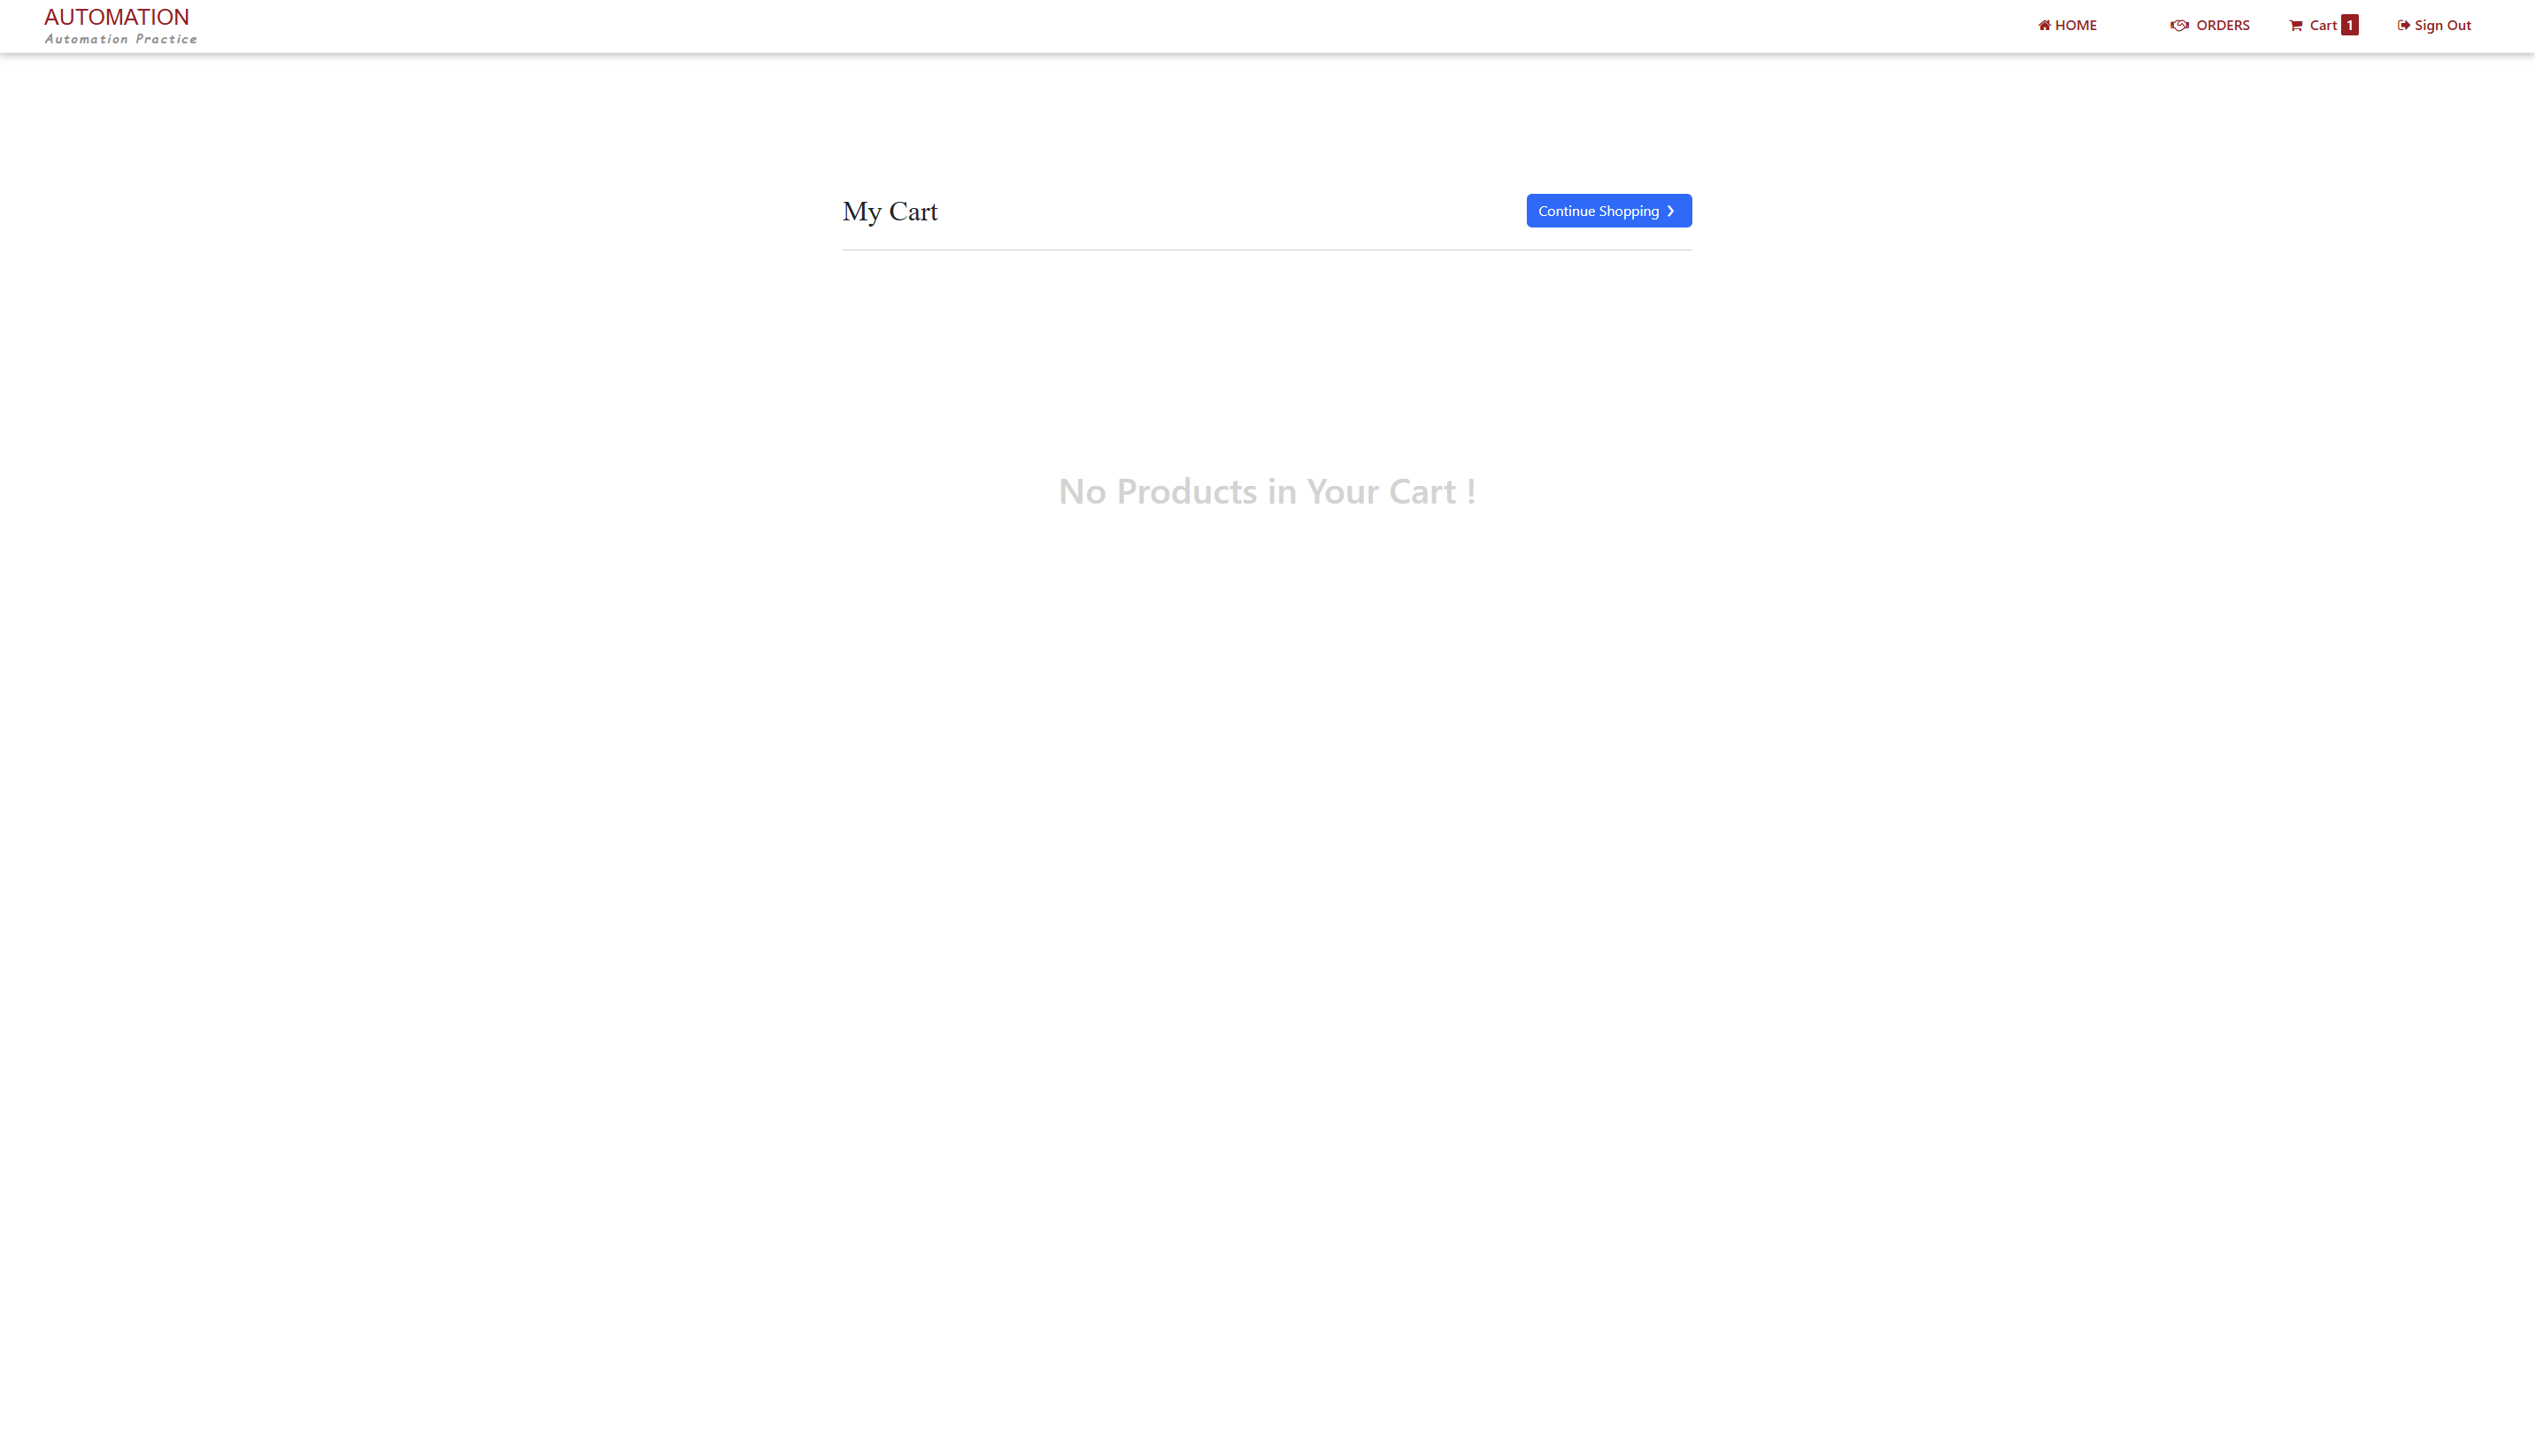 AUTOMATION
Automation Practice
HOME
ORDERS
Cart 1
Sign Out
My Cart
Continue Shopping ❯
No Products in Your Cart !